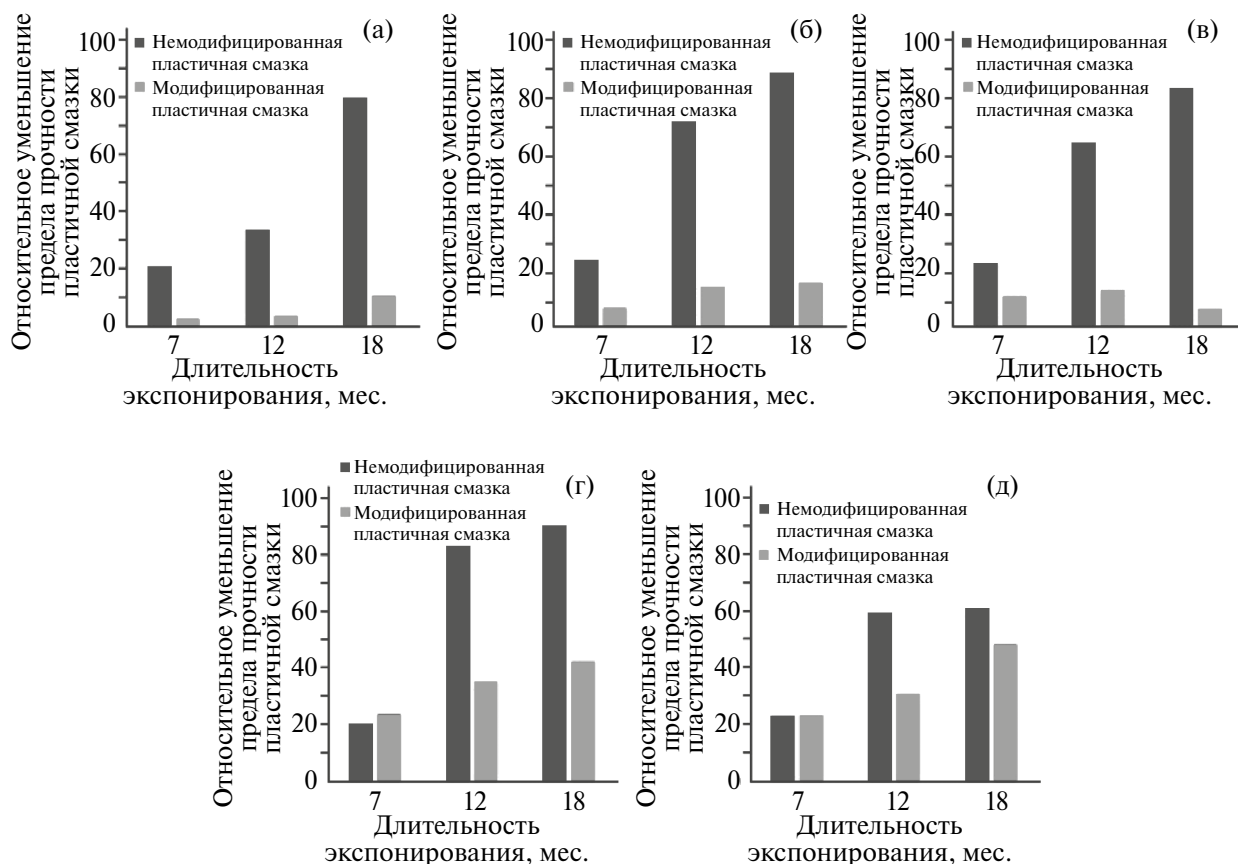 (а)
100
80
60
40
20
0
Относительное уменьшение
предела прочности
пластичной смазки
Немодифицированная
пластичная смазка
Модифицированная
пластичная смазка
7 12 18
Длительность
экспонирования, мес.
(б)
100
80
60
40
20
0
Относительное уменьшение
предела прочности
пластичной смазки
Немодифицированная
пластичная смазка
Модифицированная
пластичная смазка
7 12 18
Длительность
экспонирования, мес.
(в)
100
80
60
40
20
0
Относительное уменьшение
предела прочности
пластичной смазки
Немодифицированная
пластичная смазка
Модифицированная
пластичная смазка
7 12 18
Длительность
экспонирования, мес.
(г)
100
80
60
40
20
0
Относительное уменьшение
предела прочности
пластичной смазки
Немодифицированная
пластичная смазка
Модифицированная
пластичная смазка
7 12 18
Длительность
экспонирования, мес.
(д)
100
80
60
40
20
0
Относительное уменьшение
предела прочности
пластичной смазки
Немодифицированная
пластичная смазка
Модифицированная
пластичная смазка
7 12 18
Длительность
экспонирования, мес.